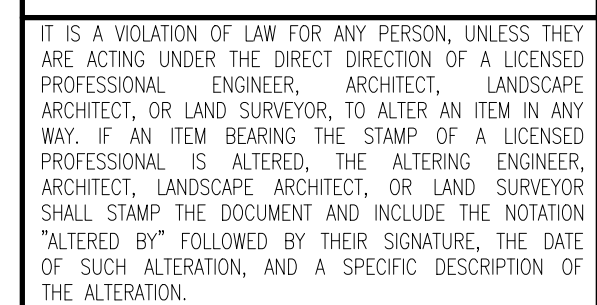 IT IS A VIOLATION OF LAW FOR ANY PERSON, UNLESS THEY
ARE ACTING UNDER THE DIRECT DIRECTION OF A LICENSED
PROFESSIONAL ENGINEER, ARCHITECT, LANDSCAPE
ARCHITECT, OR LAND SURVEYOR, TO ALTER AN ITEM IN ANY
WAY. IF AN ITEM BEARING THE STAMP OF A LICENSED
PROFESSIONAL IS ALTERED, THE ALTERING ENGINEER,
ARCHITECT, LANDSCAPE ARCHITECT, OR LAND SURVEYOR
SHALL STAMP THE DOCUMENT AND INCLUDE THE NOTATION
"ALTERED BY" FOLLOWED BY THEIR SIGNATURE, THE DATE
OF SUCH ALTERATION, AND A SPECIFIC DESCRIPTION OF
THE ALTERATION.